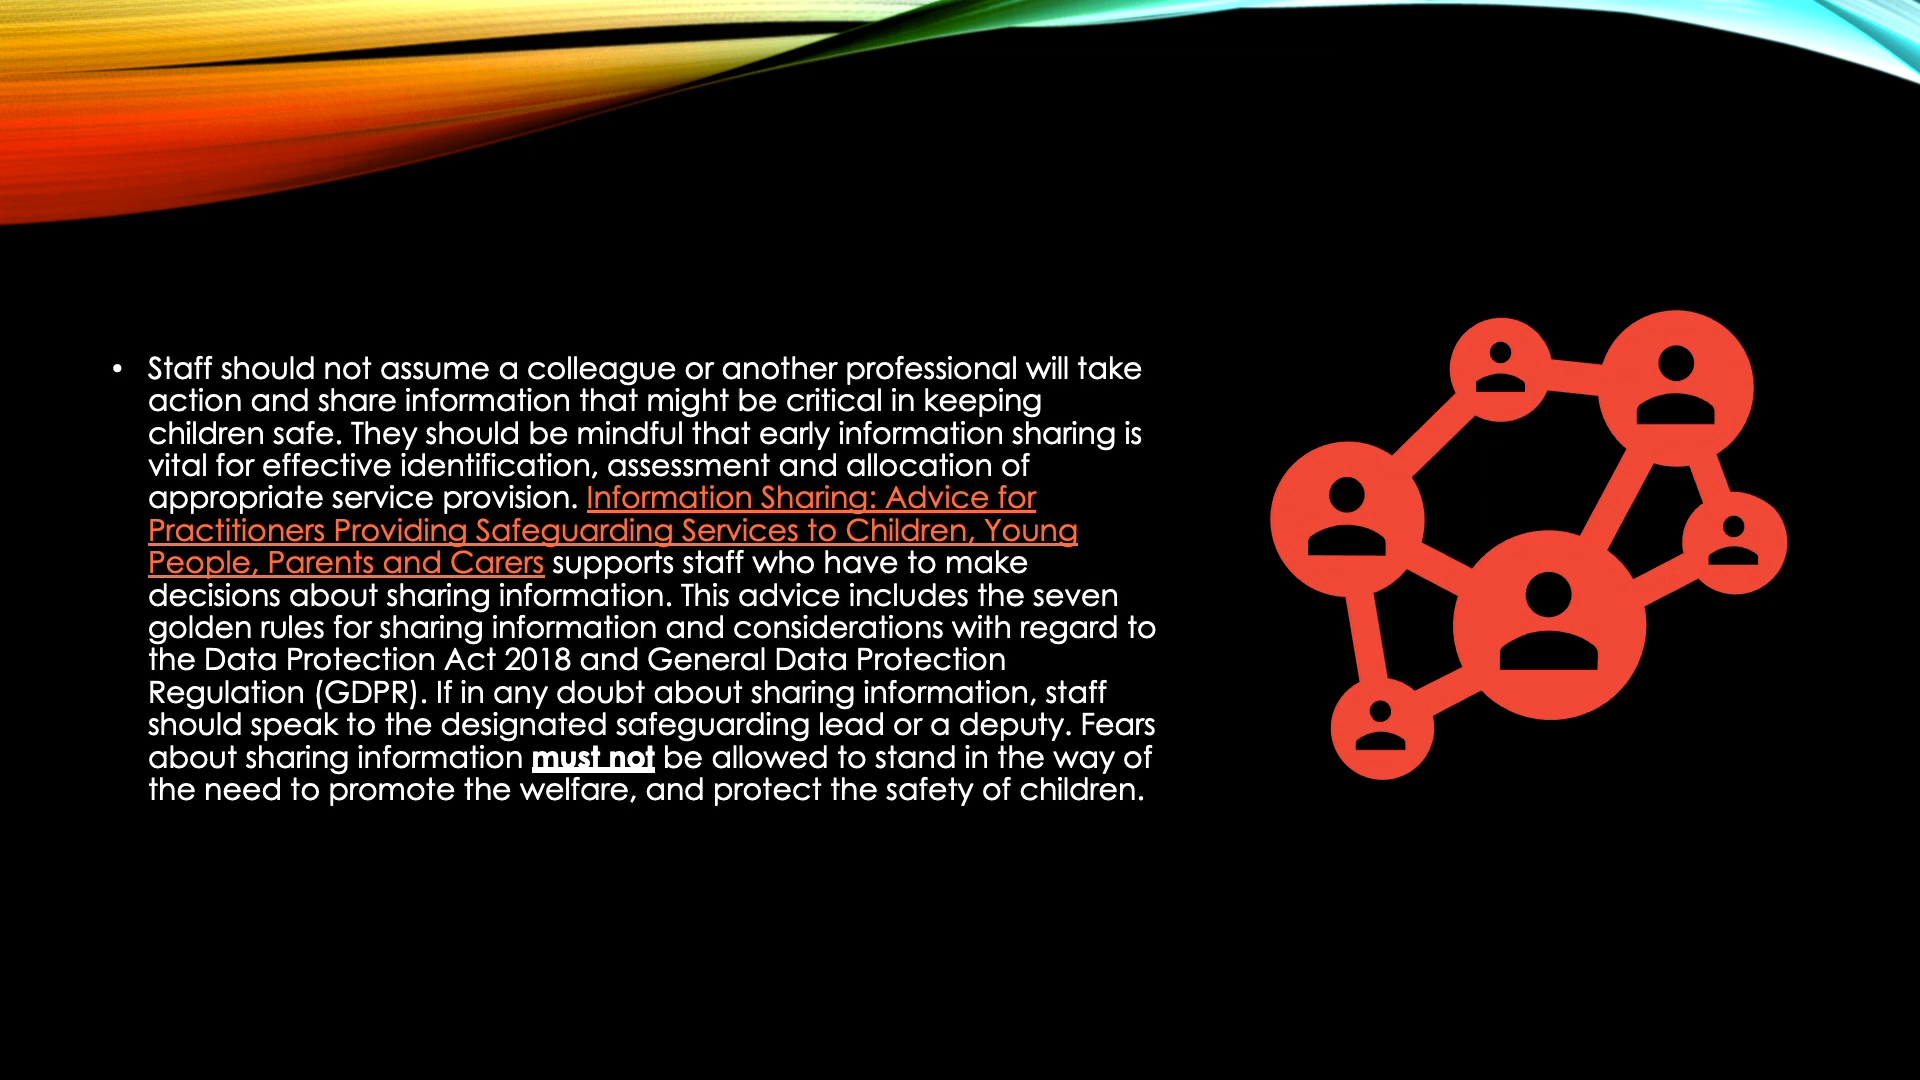 • Staff should not assume a colleague or another professional will take
action and share information that might be critical in keeping
children safe. They should be mindful that early information sharing is
vital for effective identification, assessment and allocation of
appropriate service provision. Information Sharing: Advice for
Practitioners Providing Safeguarding Services to Children, Young
People, Parents and Carers supports staff who have to make
decisions about sharing information. This advice includes the seven
golden rules for sharing information and considerations with regard to
the Data Protection Act 2018 and General Data Protection
Regulation (GDPR). If in any doubt about sharing information, staff
should speak to the designated safeguarding lead or a deputy. Fears
about sharing information must not be allowed to stand in the way of
the need to promote the welfare, and protect the safety of children.